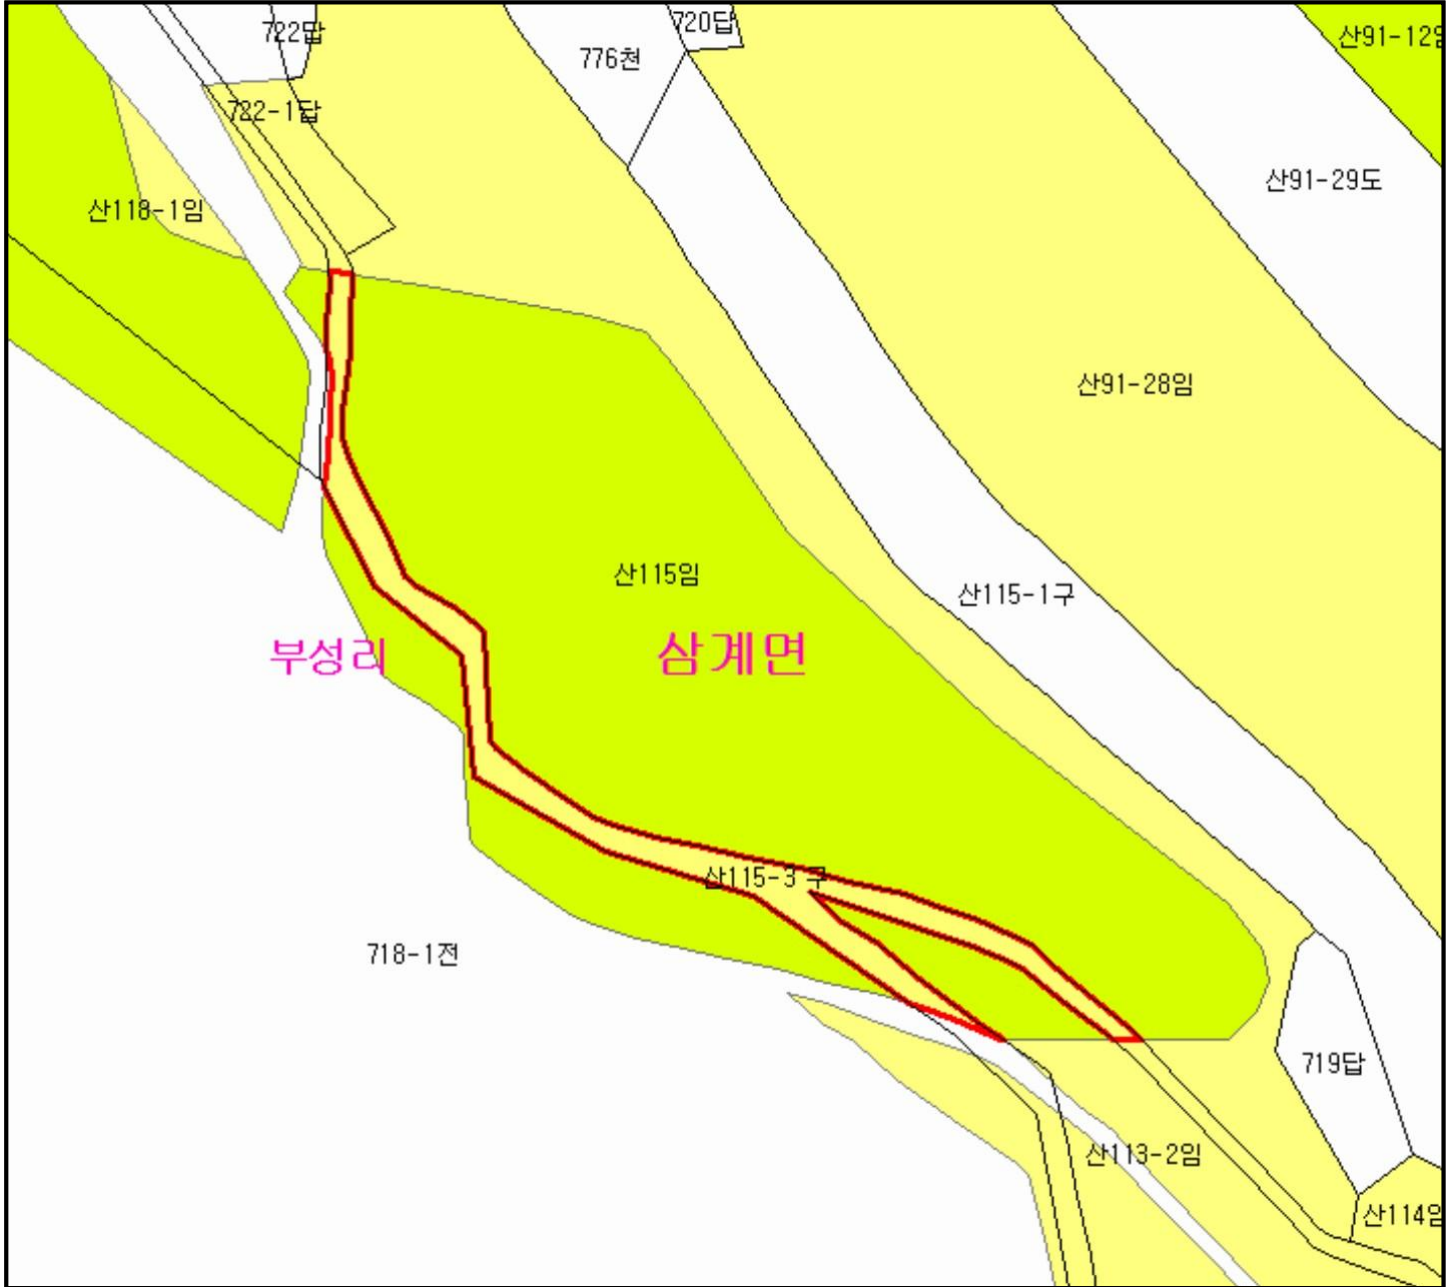 722답
720답
산91-12임
776천
722-1답
산91-29도
산118-1임
산91-28임
산115임
산115-1구
부성리
삼계면
산115-3 구
718-1전
719답
산113-2임
산114임